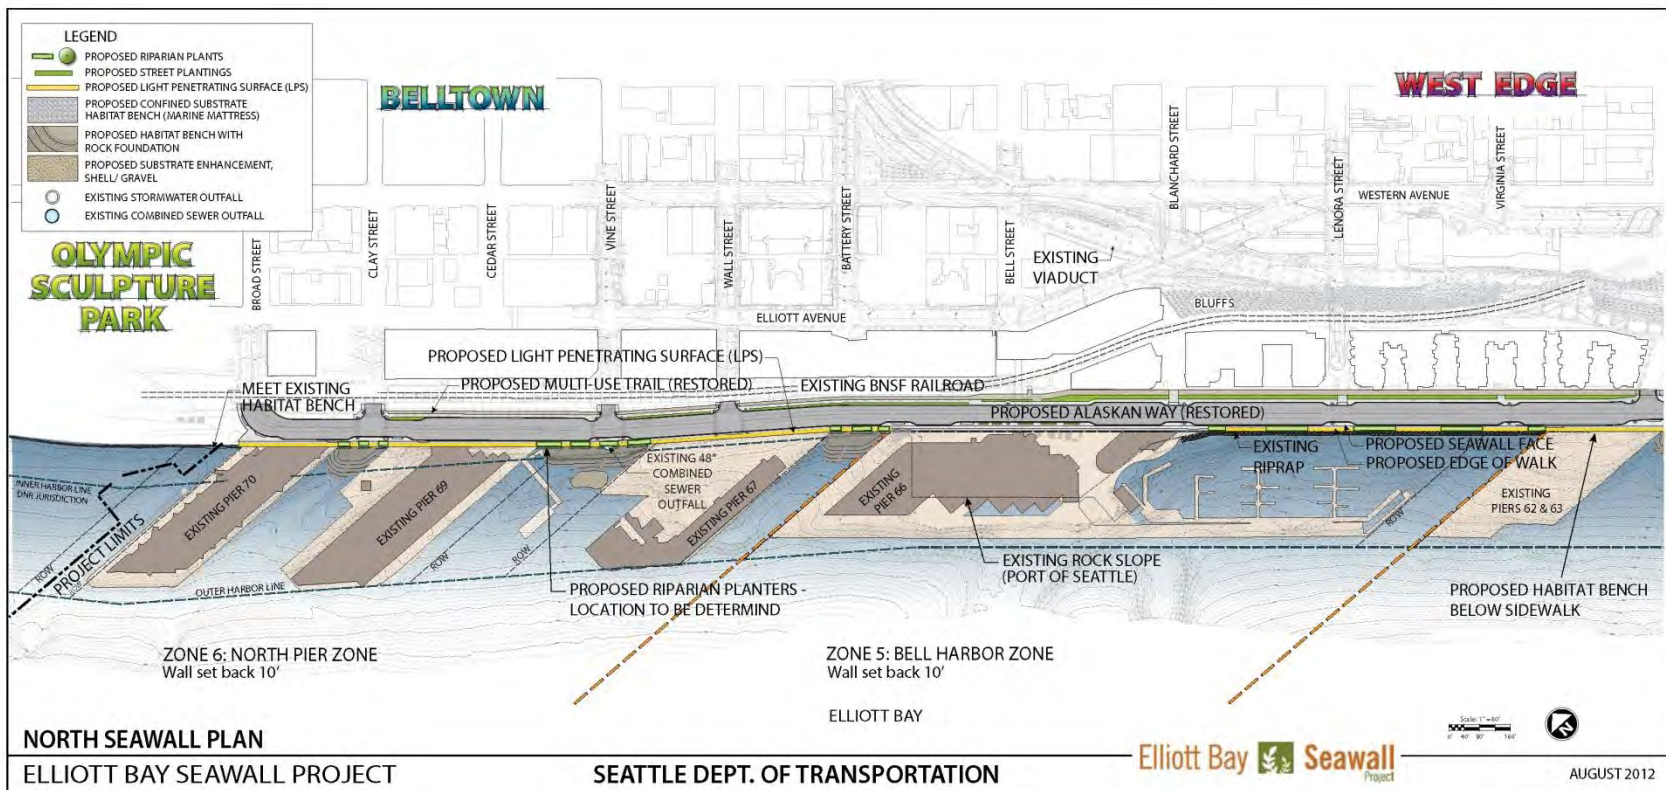 LEGEND
PROPOSED RIPARIAN PLANTS
PROPOSED STREET PLANTINGS
PROPOSED LIGHT PENETRATING SURFACE (LPS)
PROPOSED CONFINED SUBSTRATE
HABITAT BENCH (MARINE MATTRESS)
PROPOSED HABITAT BENCH WITH
ROCK FOUNDATION
PROPOSED SUBSTRATE ENHANCEMENT,
SHELL/ GRAVEL
EXISTING STORMWATER OUTFALL
EXISTING COMBINED SEWER OUTFALL
BELLTOWN
WEST EDGE
OLYMPIC
SCULPTURE
PARK
BROAD STREET
CLAY STREET
CEDAR STREET
VINE STREET
WALL STREET
BATTERY STREET
BELL STREET
BLANCHARD STREET
LENORA STREET
VIRGINIA STREET
WESTERN AVENUE
EXISTING
VIADUCT
BLUFFS
ELLIOTT AVENUE
PROPOSED LIGHT PENETRATING SURFACE (LPS)
PROPOSED MULTI-USE TRAIL (RESTORED)
EXISTING BNSF RAILROAD
MEET EXISTING
HABITAT BENCH
PROPOSED ALASKAN WAY (RESTORED)
EXISTING
RIPRAP
PROPOSED SEAWALL FACE
PROPOSED EDGE OF WALK
INNER HARBOR LINE
DNR JURISDICTION
EXISTING PIER 70
EXISTING PIER 69
EXISTING 48"
COMBINED
SEWER
OUTFALL
EXISTING PIER 67
EXISTING
PIER 66
EXISTING
PIERS 62 & 63
ROW
PROJECT LIMITS
ROW
ROW
ROW
OUTER HARBOR LINE
EXISTING ROCK SLOPE
(PORT OF SEATTLE)
PROPOSED RIPARIAN PLANTERS -
LOCATION TO BE DETERMIND
PROPOSED HABITAT BENCH
BELOW SIDEWALK
ZONE 6: NORTH PIER ZONE
Wall set back 10'
ZONE 5: BELL HARBOR ZONE
Wall set back 10'
ELLIOTT BAY
Scale: 1"=80'
0' 40' 80' 160'
NORTH SEAWALL PLAN
ELLIOTT BAY SEAWALL PROJECT
SEATTLE DEPT. OF TRANSPORTATION
Elliott Bay Seawall
Project
AUGUST 2012